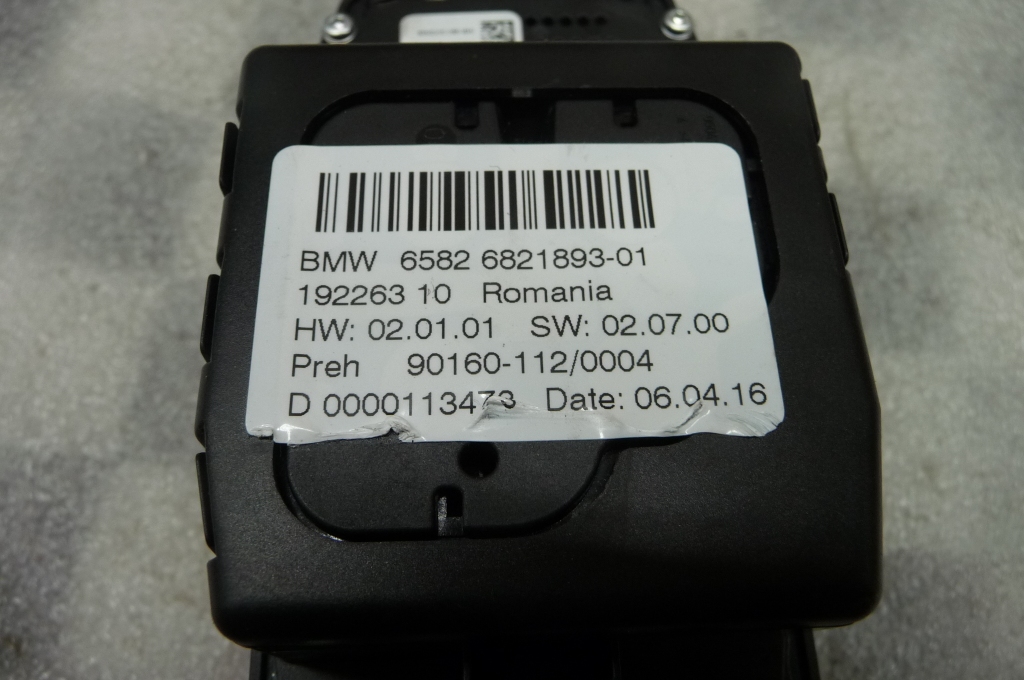 BMW 6582 6821893-01
192263 10 Romania
HW: 02.01.01 SW: 02.07.00
Preh 90160-112/0004
D 0000113473 Date: 06.04.16